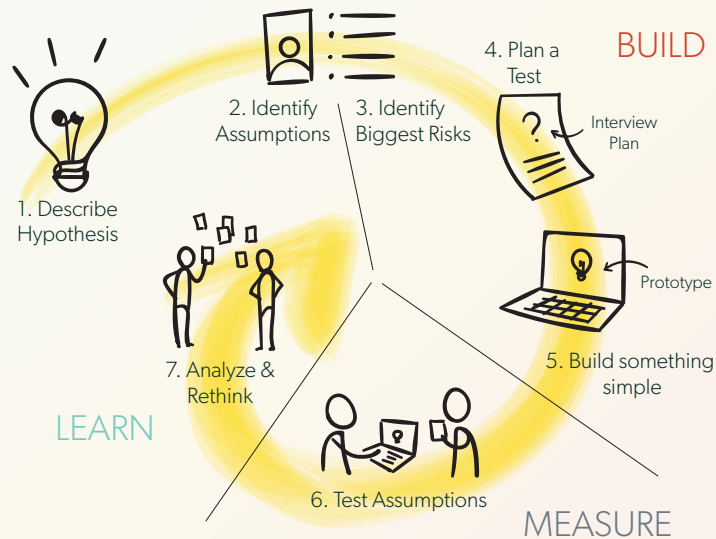 1. Describe
Hypothesis
2. Identify
Assumptions
3. Identify
Biggest Risks
4. Plan a
Test
BUILD
?
Interview
Plan
Prototype
5. Build something
simple
6. Test Assumptions
MEASURE
7. Analyze &
Rethink
LEARN